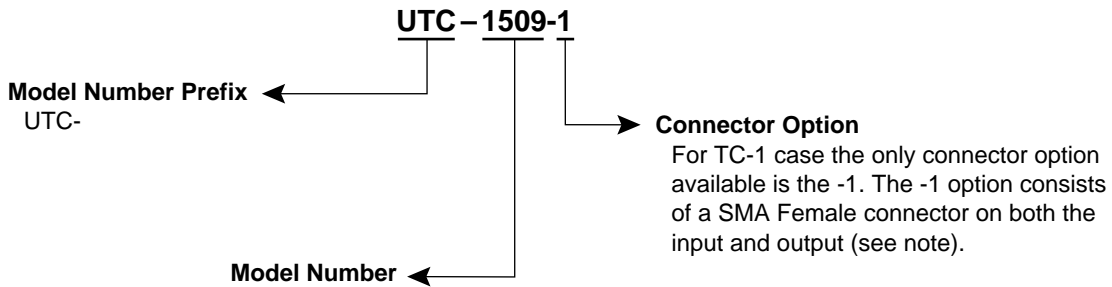 UTC – 1509-1
Model Number Prefix
UTC-
Connector Option
For TC-1 case the only connector option
available is the -1. The -1 option consists
of a SMA Female connector on both the
input and output (see note).
Model Number